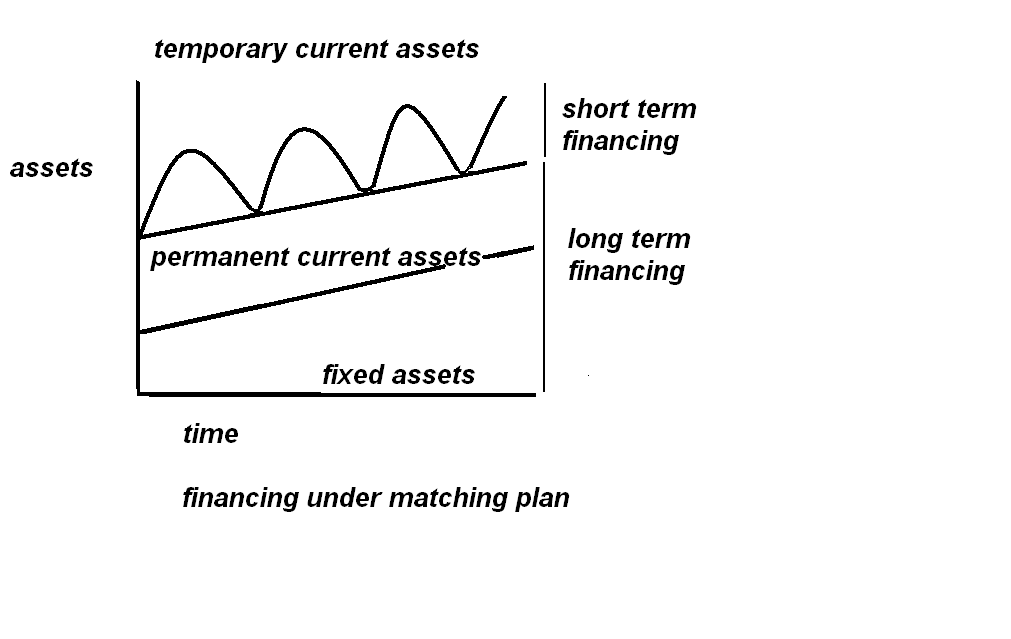 temporary current assets
short term
financing
assets
long term
financing
permanent current assets
fixed assets
time
financing under matching plan